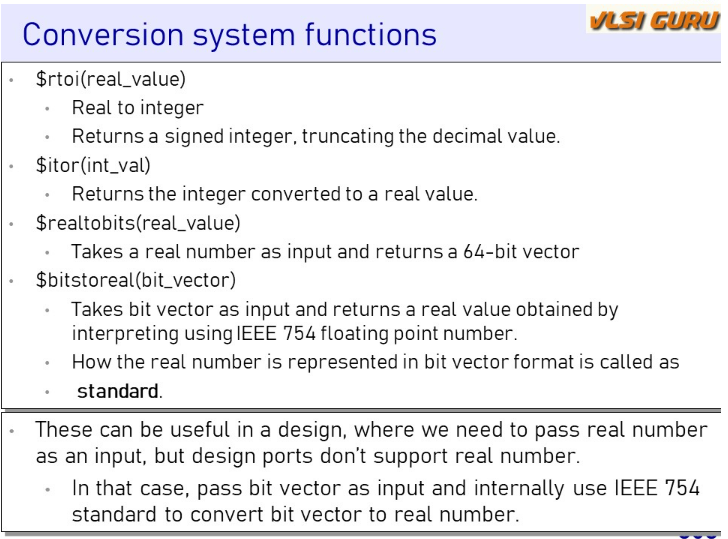 VLSI GURU
Conversion system functions
• $rtoi(real_value)
• Real to integer
• Returns a signed integer, truncating the decimal value.
• $itor(int_val)
• Returns the integer converted to a real value.
• $realtobits(real_value)
• Takes a real number as input and returns a 64-bit vector
• $bitstoreal(bit_vector)
• Takes bit vector as input and returns a real value obtained by
interpreting using IEEE 754 floating point number.
• How the real number is represented in bit vector format is called as
• standard.
• These can be useful in a design, where we need to pass real number
as an input, but design ports don't support real number.
• In that case, pass bit vector as input and internally use IEEE 754
standard to convert bit vector to real number.